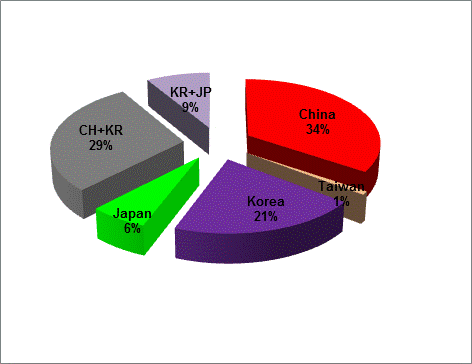 KR+JP
9%
China
34%
CH+KR
29%
Taiwan
1%
Korea
21%
Japan
6%